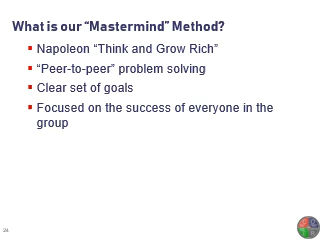 What is our “Mastermind” Method?
Napoleon “Think and Grow Rich”
“Peer-to-peer” problem solving
Clear set of goals
Focused on the success of everyone in the
group
24